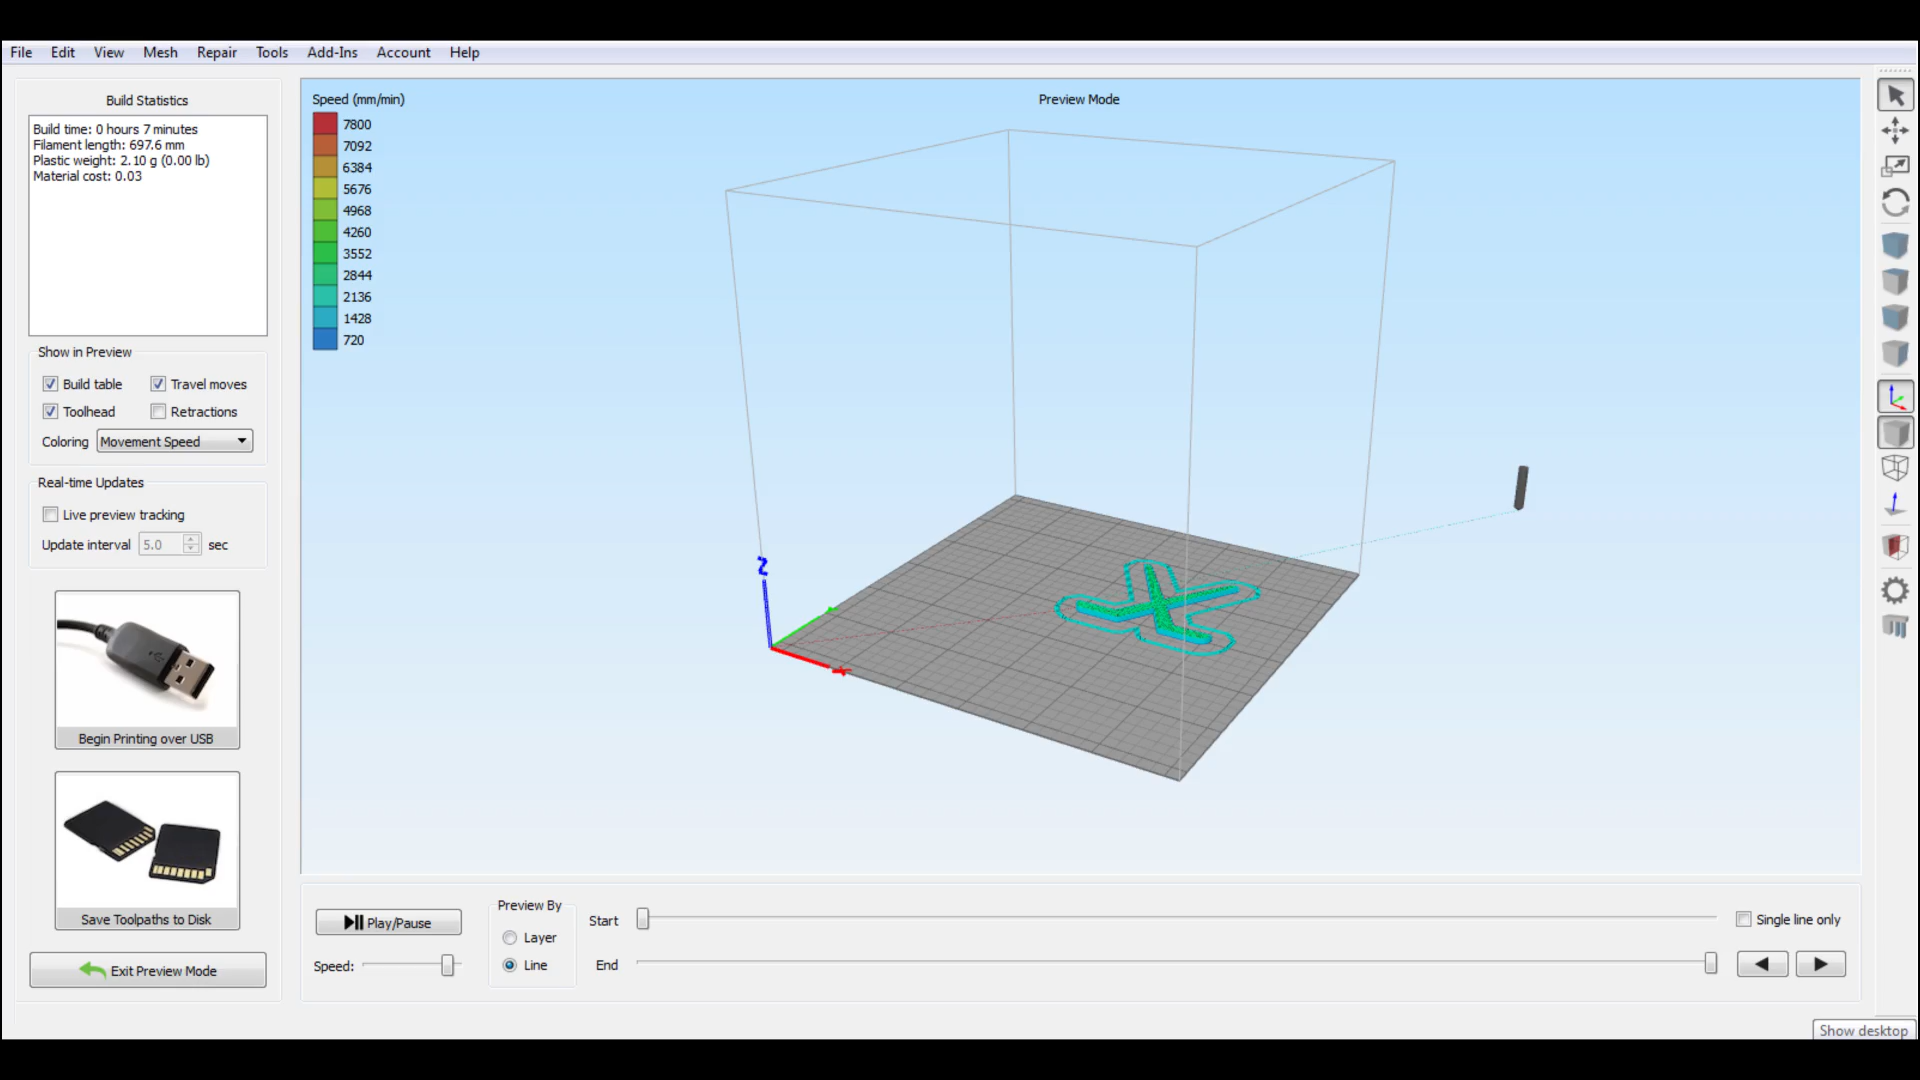 File Edit View Mesh Repair Tools Add-Ins Account Help
Build Statistics
Build time: 0 hours 7 minutes
Filament length: 697.6 mm
Plastic weight: 2.10 g (0.00 lb)
Material cost: 0.03
Show in Preview
Build table
Travel moves
Toolhead
Retractions
Coloring Movement Speed
Real-time Updates
Live preview tracking
Update interval 5.0 sec
Begin Printing over USB
Save Toolpaths to Disk
Exit Preview Mode
Speed (mm/min)
7800
7092
6384
5676
4968
4260
3552
2844
2136
1428
720
Preview Mode
Z
Play/Pause
Speed:
Preview By
Layer
Line
Start
End
Single line only
Show desktop